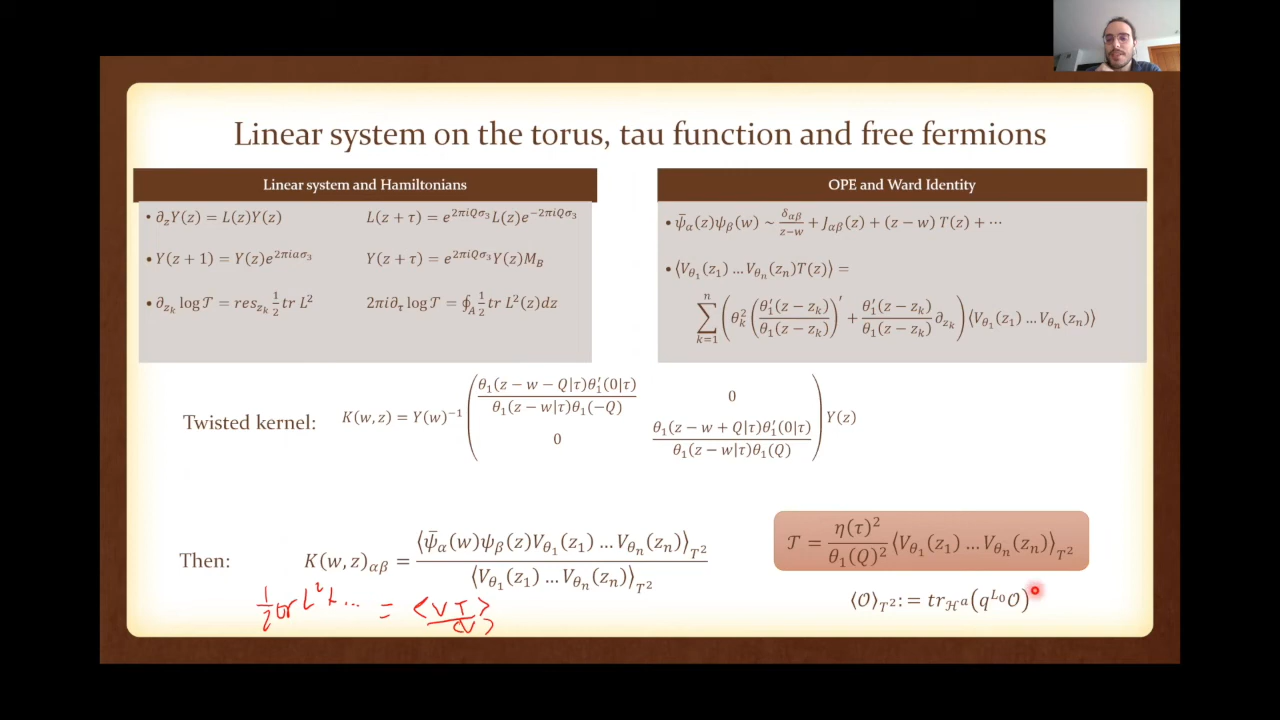 Linear system on the torus, tau function and free fermions
Linear system and Hamiltonians
• ∂_z Y(z) = L(z)Y(z) L(z + τ) = e^{2πiQσ_3} L(z) e^{−2πiQσ_3}
• Y(z + 1) = Y(z)e^{2πiaσ_3} Y(z + τ) = e^{2πiQσ_3} Y(z)M_B
• ∂_{z_k} log 𝒯 = res_{z_k} 1/2 tr L² 2πi∂_τ log 𝒯 = ∮_A 1/2 tr L²(z)dz
OPE and Ward Identity
• ψ̄_α(z)ψ_β(w) ~ δ_{αβ}/(z−w) + J_{αβ}(z) + (z − w) T(z) + ⋯
• ⟨V_{θ_1}(z_1) … V_{θ_n}(z_n)T(z)⟩ =
∑_{k=1}^{n} (θ_k² (θ_1′(z − z_k)/θ_1(z − z_k))′ + θ_1′(z − z_k)/θ_1(z − z_k) ∂_{z_k}) ⟨V_{θ_1}(z_1) … V_{θ_n}(z_n)⟩
Twisted kernel: K(w, z) = Y(w)^{−1} ( θ_1(z − w − Q|τ)θ_1′(0|τ)/θ_1(z − w|τ)θ_1(−Q) 0
0 θ_1(z − w + Q|τ)θ_1′(0|τ)/θ_1(z − w|τ)θ_1(Q) ) Y(z)
Then: K(w, z)_{αβ} = ⟨ψ̄_α(w)ψ_β(z)V_{θ_1}(z_1) … V_{θ_n}(z_n)⟩_{T²} / ⟨V_{θ_1}(z_1) … V_{θ_n}(z_n)⟩_{T²}
𝒯 = η(τ)²/θ_1(Q)² ⟨V_{θ_1}(z_1) … V_{θ_n}(z_n)⟩_{T²}
⟨𝒪⟩_{T²} := tr_{ℋ^a}(q^{L_0}𝒪)
1/2 tr L² + ... = ⟨V T⟩/⟨V⟩